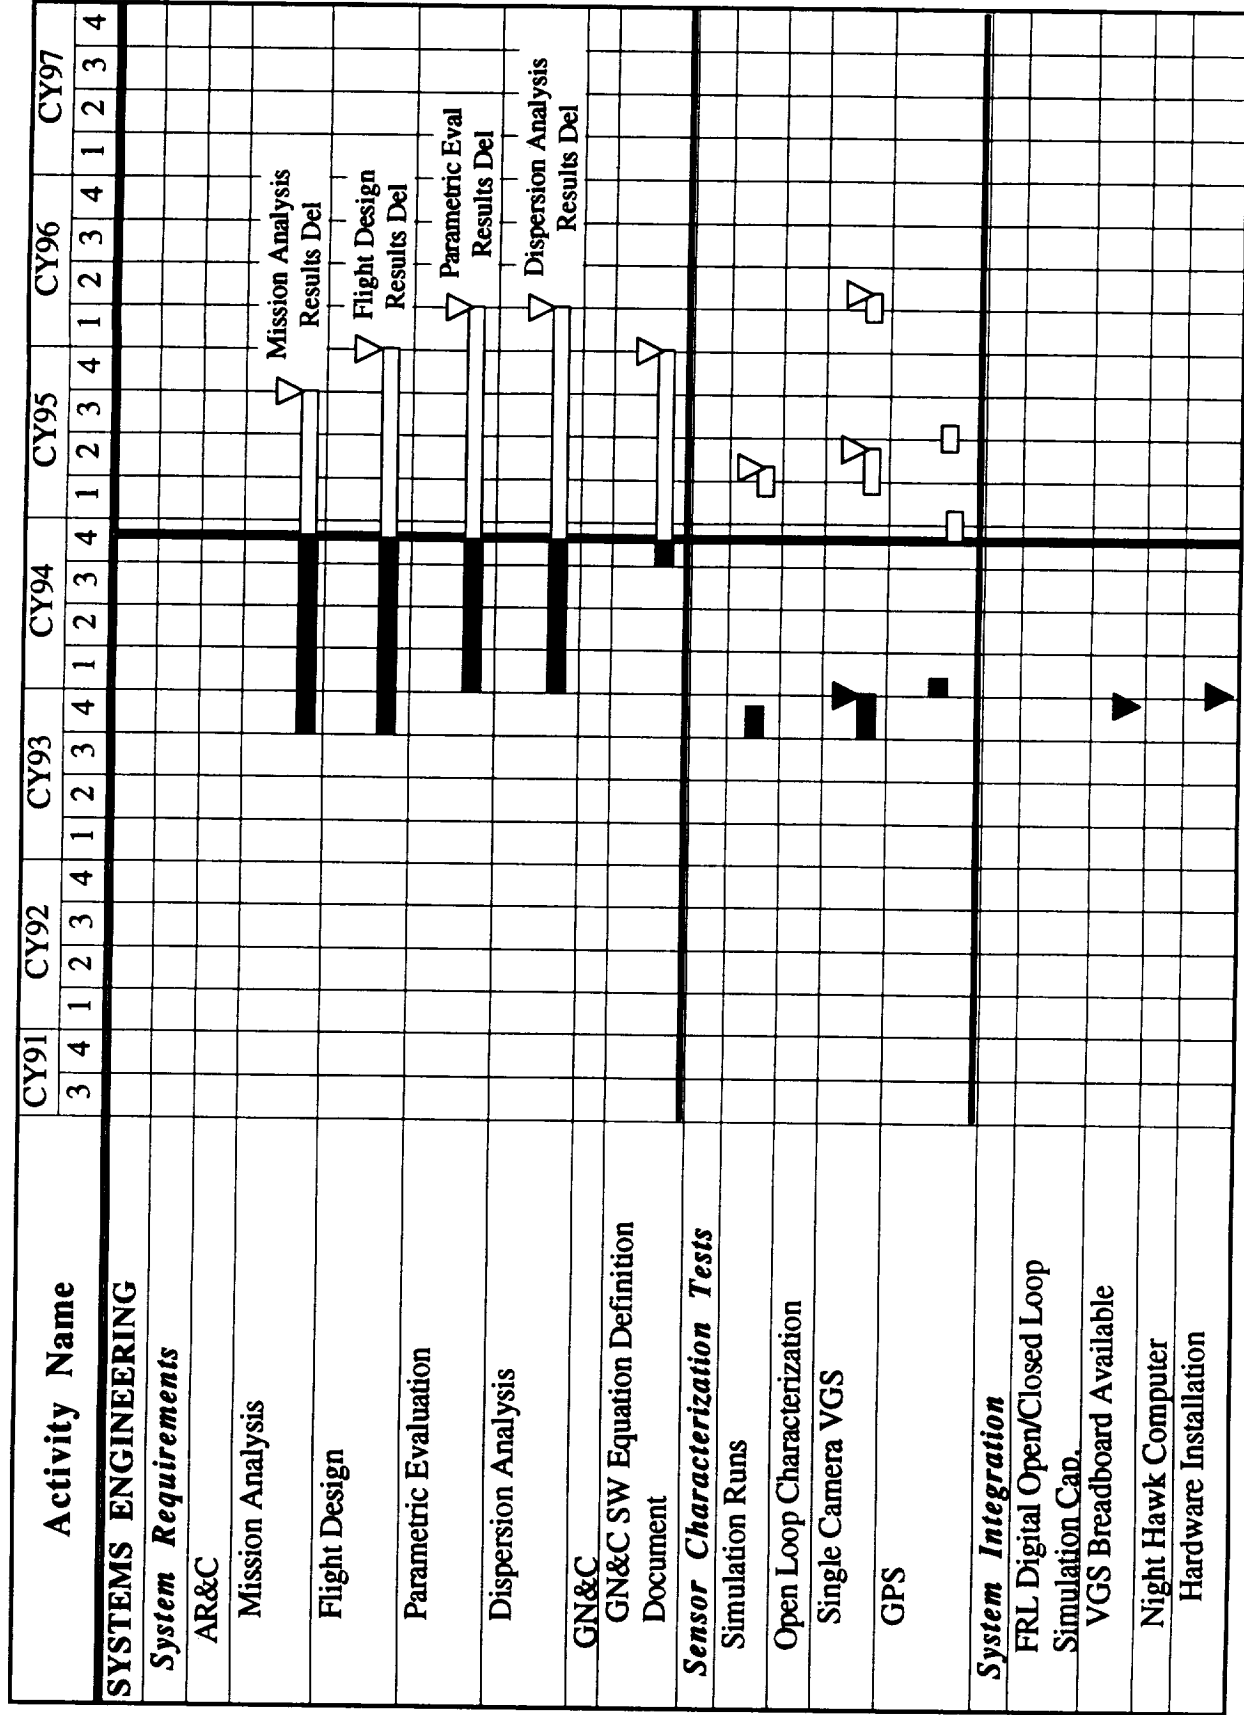 Activity Name
CY91 CY92 CY93 CY94 CY95 CY96 CY97
3 4 1 2 3 4 1 2 3 4 1 2 3 4 1 2 3 4 1 2 3 4 1 2 3 4
SYSTEMS ENGINEERING
System Requirements
AR&C
Mission Analysis
Mission Analysis
Results Del
Flight Design
Flight Design
Results Del
Parametric Evaluation
Parametric Eval
Results Del
Dispersion Analysis
Dispersion Analysis
Results Del
GN&C
GN&C SW Equation Definition
Document
Sensor Characterization Tests
Simulation Runs
Open Loop Characterization
Single Camera VGS
GPS
System Integration
FRL Digital Open/Closed Loop
Simulation Cap.
VGS Breadboard Available
Night Hawk Computer
Hardware Installation